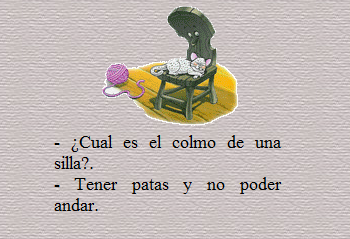 - ¿Cual es el colmo de una
silla?.
- Tener patas y no poder
andar.